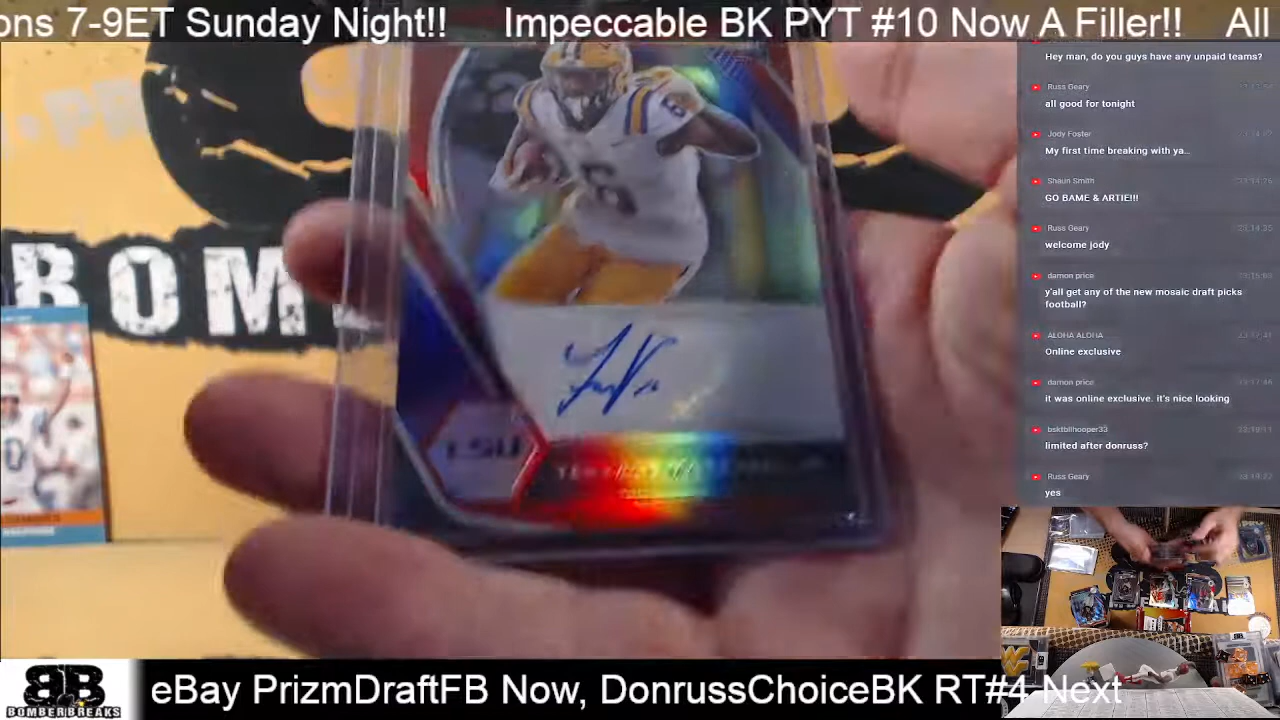 ons 7-9ET Sunday Night!! Impeccable BK PYT #10 Now A Filler!! All
Hey man, do you guys have any unpaid teams?
Russ Geary
all good for tonight
Jody Foster
My first time breaking with ya...
Shaun Smith
GO BAME & ARTIE!!!
Russ Geary
welcome jody
damon price
y'all get any of the new mosaic draft picks
football?
ALOHA ALOHA
Online exclusive
damon price
it was online exclusive. it's nice looking
bsktbllhooper33
limited after donruss?
Russ Geary
yes
BOM
6
LSU
BB
BOMBERBREAKS
eBay PrizmDraftFB Now, DonrussChoiceBK RT#4 Next